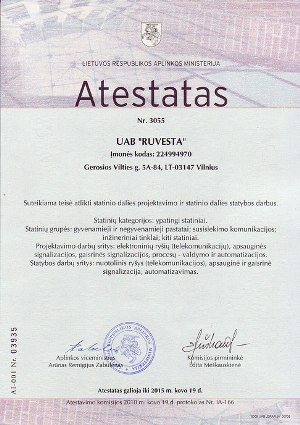 LIETUVOS RESPUBLIKOS APLINKOS MINISTERIJA
Atestatas
Nr. 3055
UAB "RUVESTA"
Įmonės kodas: 224994970
Gerosios Vilties g. 5A-84, LT-03147 Vilnius
Suteikiama teisė atlikti statinio dalies projektavimo ir statinio dalies statybos darbus.
Statinių kategorijos: ypatingi statiniai.
Statinių grupės: gyvenamieji ir negyvenamieji pastatai; susisiekimo komunikacijos;
inžineriniai tinklai; kiti statiniai.
Projektavimo darbų sritys: elektroninių ryšių (telekomunikacijų), apsauginės
signalizacijos, gaisrinės signalizacijos, procesų - valdymo ir automatizacijos.
Statybos darbų sritys: nuotolinis ryšys (telekomunikacijos), apsauginė ir gaisrinė
signalizacija, automatizavimas.
AT-001 Nr. 03935
Aplinkos viceministras
Arūnas Remigijus Zabulėnas
Komisijos pirmininkė
Odita Meškauskienė
Atestatas galioja iki 2015 m. kovo 19 d.
Atestavimo komisijos 2010 m. kovo 19 d. protokolas Nr. IA-166